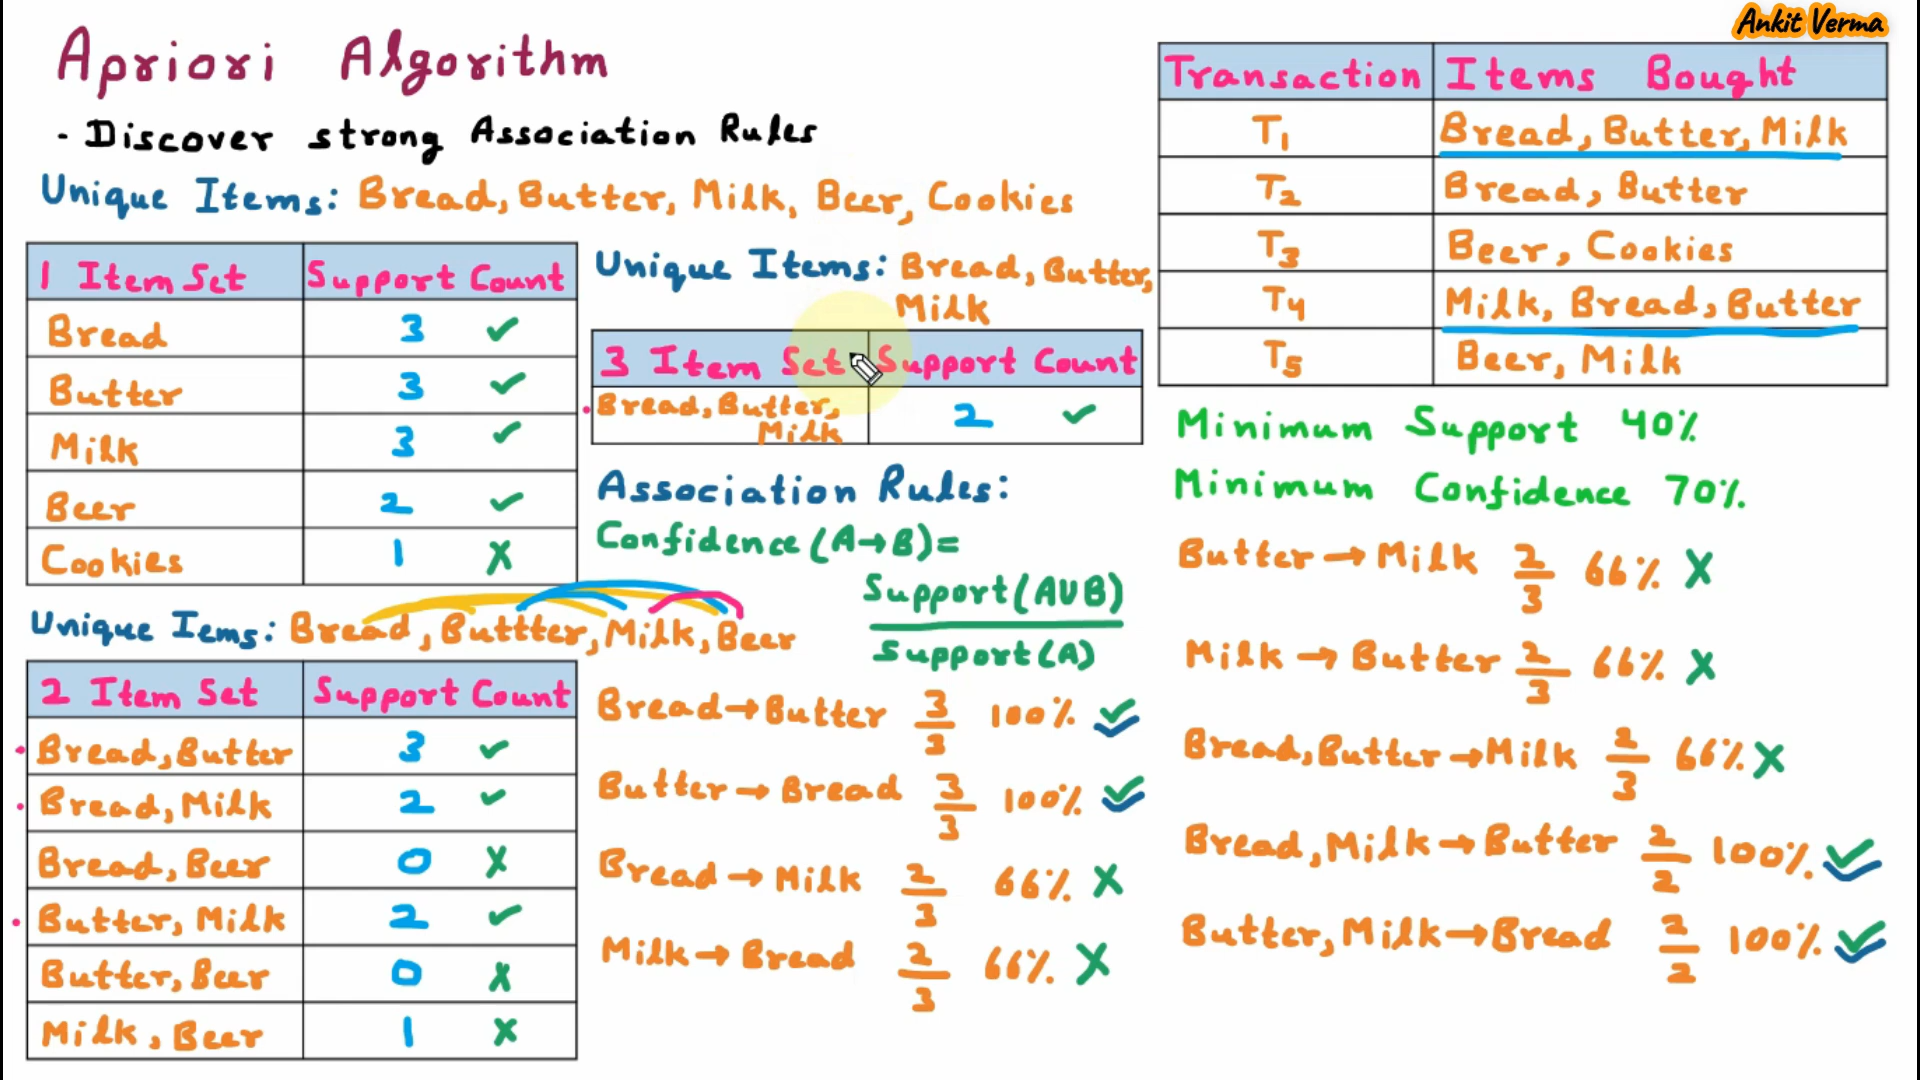 Ankit Verma
Apriori Algorithm
- Discover strong Association Rules
Unique Items: Bread, Butter, Milk, Beer, Cookies
1 Item Set Support Count
Bread 3 ✓
Butter 3 ✓
Milk 3 ✓
Beer 2 ✓
Cookies 1 X
Unique Iems: Bread, Buttter, Milk, Beer
2 Item Set Support Count
Bread, Butter 3 ✓
Bread, Milk 2 ✓
Bread, Beer 0 X
Butter, Milk 2 ✓
Butter, Beer 0 X
Milk, Beer 1 X
Unique Items: Bread, Butter,
Milk
3 Item Set Support Count
Bread, Butter, 2 ✓
Milk
Association Rules:
Confidence (A→B) =
Support (AUB)
Support (A)
Bread → Butter 3/3 100% ✓
Butter → Bread 3/3 100% ✓
Bread → Milk 2/3 66% X
Milk → Bread 2/3 66% X
Transaction Items Bought
T1 Bread, Butter, Milk
T2 Bread, Butter
T3 Beer, Cookies
T4 Milk, Bread, Butter
T5 Beer, Milk
Minimum Support 40%
Minimum Confidence 70%
Butter → Milk 2/3 66% X
Milk → Butter 2/3 66% X
Bread, Butter → Milk 2/3 66% X
Bread, Milk → Butter 2/2 100% ✓
Butter, Milk → Bread 2/2 100% ✓